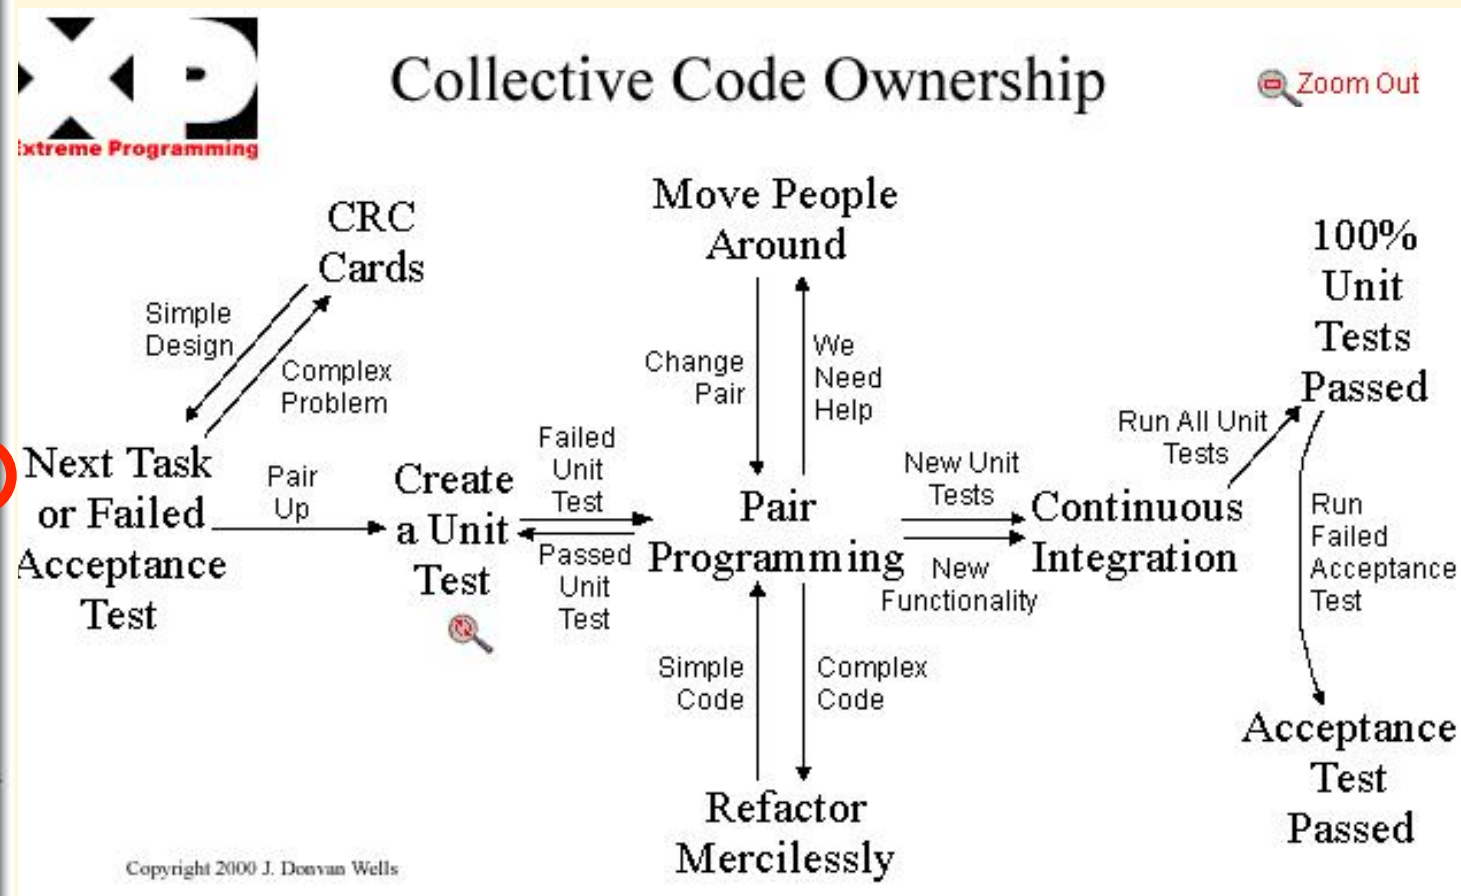 XP
Extreme Programming
Collective Code Ownership
Zoom Out
CRC
Cards
Move People
Around
100%
Unit
Tests
Passed
Simple
Design
Complex
Problem
Change
Pair
We
Need
Help
Next Task
or Failed
Acceptance
Test
Pair
Up
Create
a Unit
Test
Failed
Unit
Test
Passed
Unit
Test
Pair
Programming
New Unit
Tests
New
Functionality
Continuous
Integration
Run All Unit
Tests
Run
Failed
Acceptance
Test
Simple
Code
Complex
Code
Refactor
Mercilessly
Acceptance
Test
Passed
Copyright 2000 J. Donvan Wells